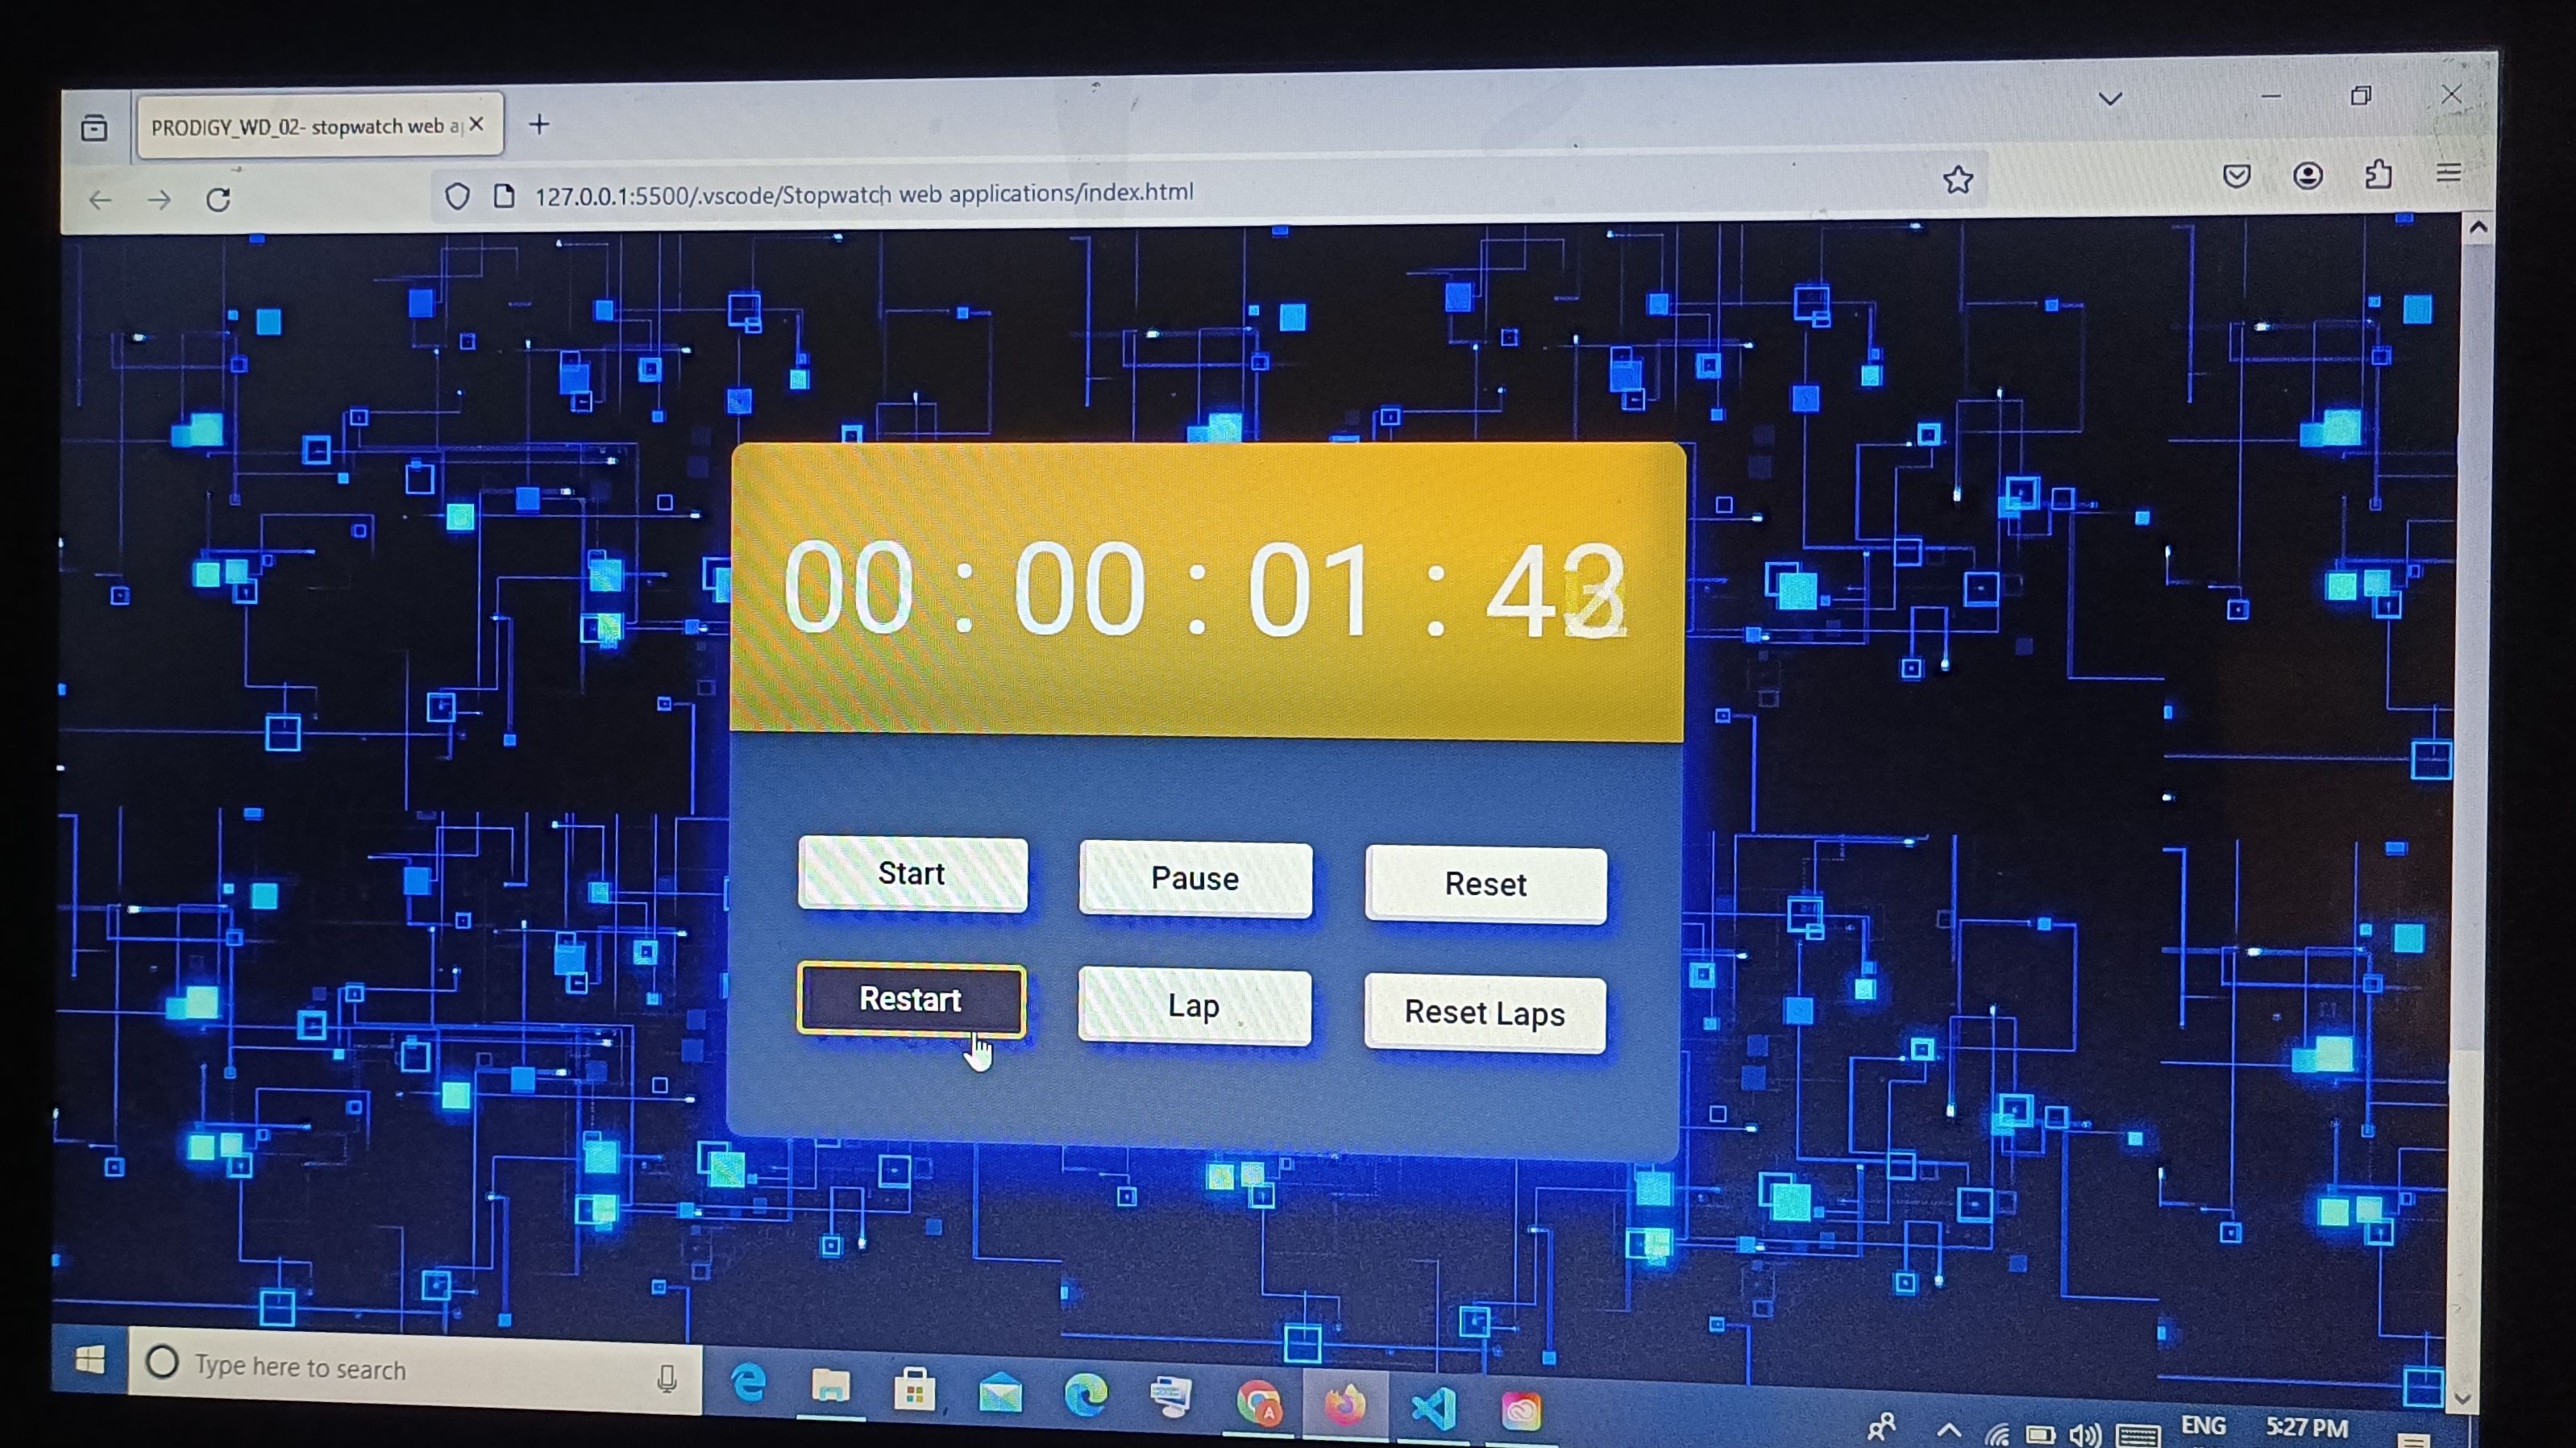 PRODIGY_WD_02- stopwatch web a
127.0.0.1:5500/.vscode/Stopwatch web applications/index.html
00 : 00 : 01 : 43
Start
Pause
Reset
Restart
Lap
Reset Laps
Type here to search
A
ENG
5:27 PM